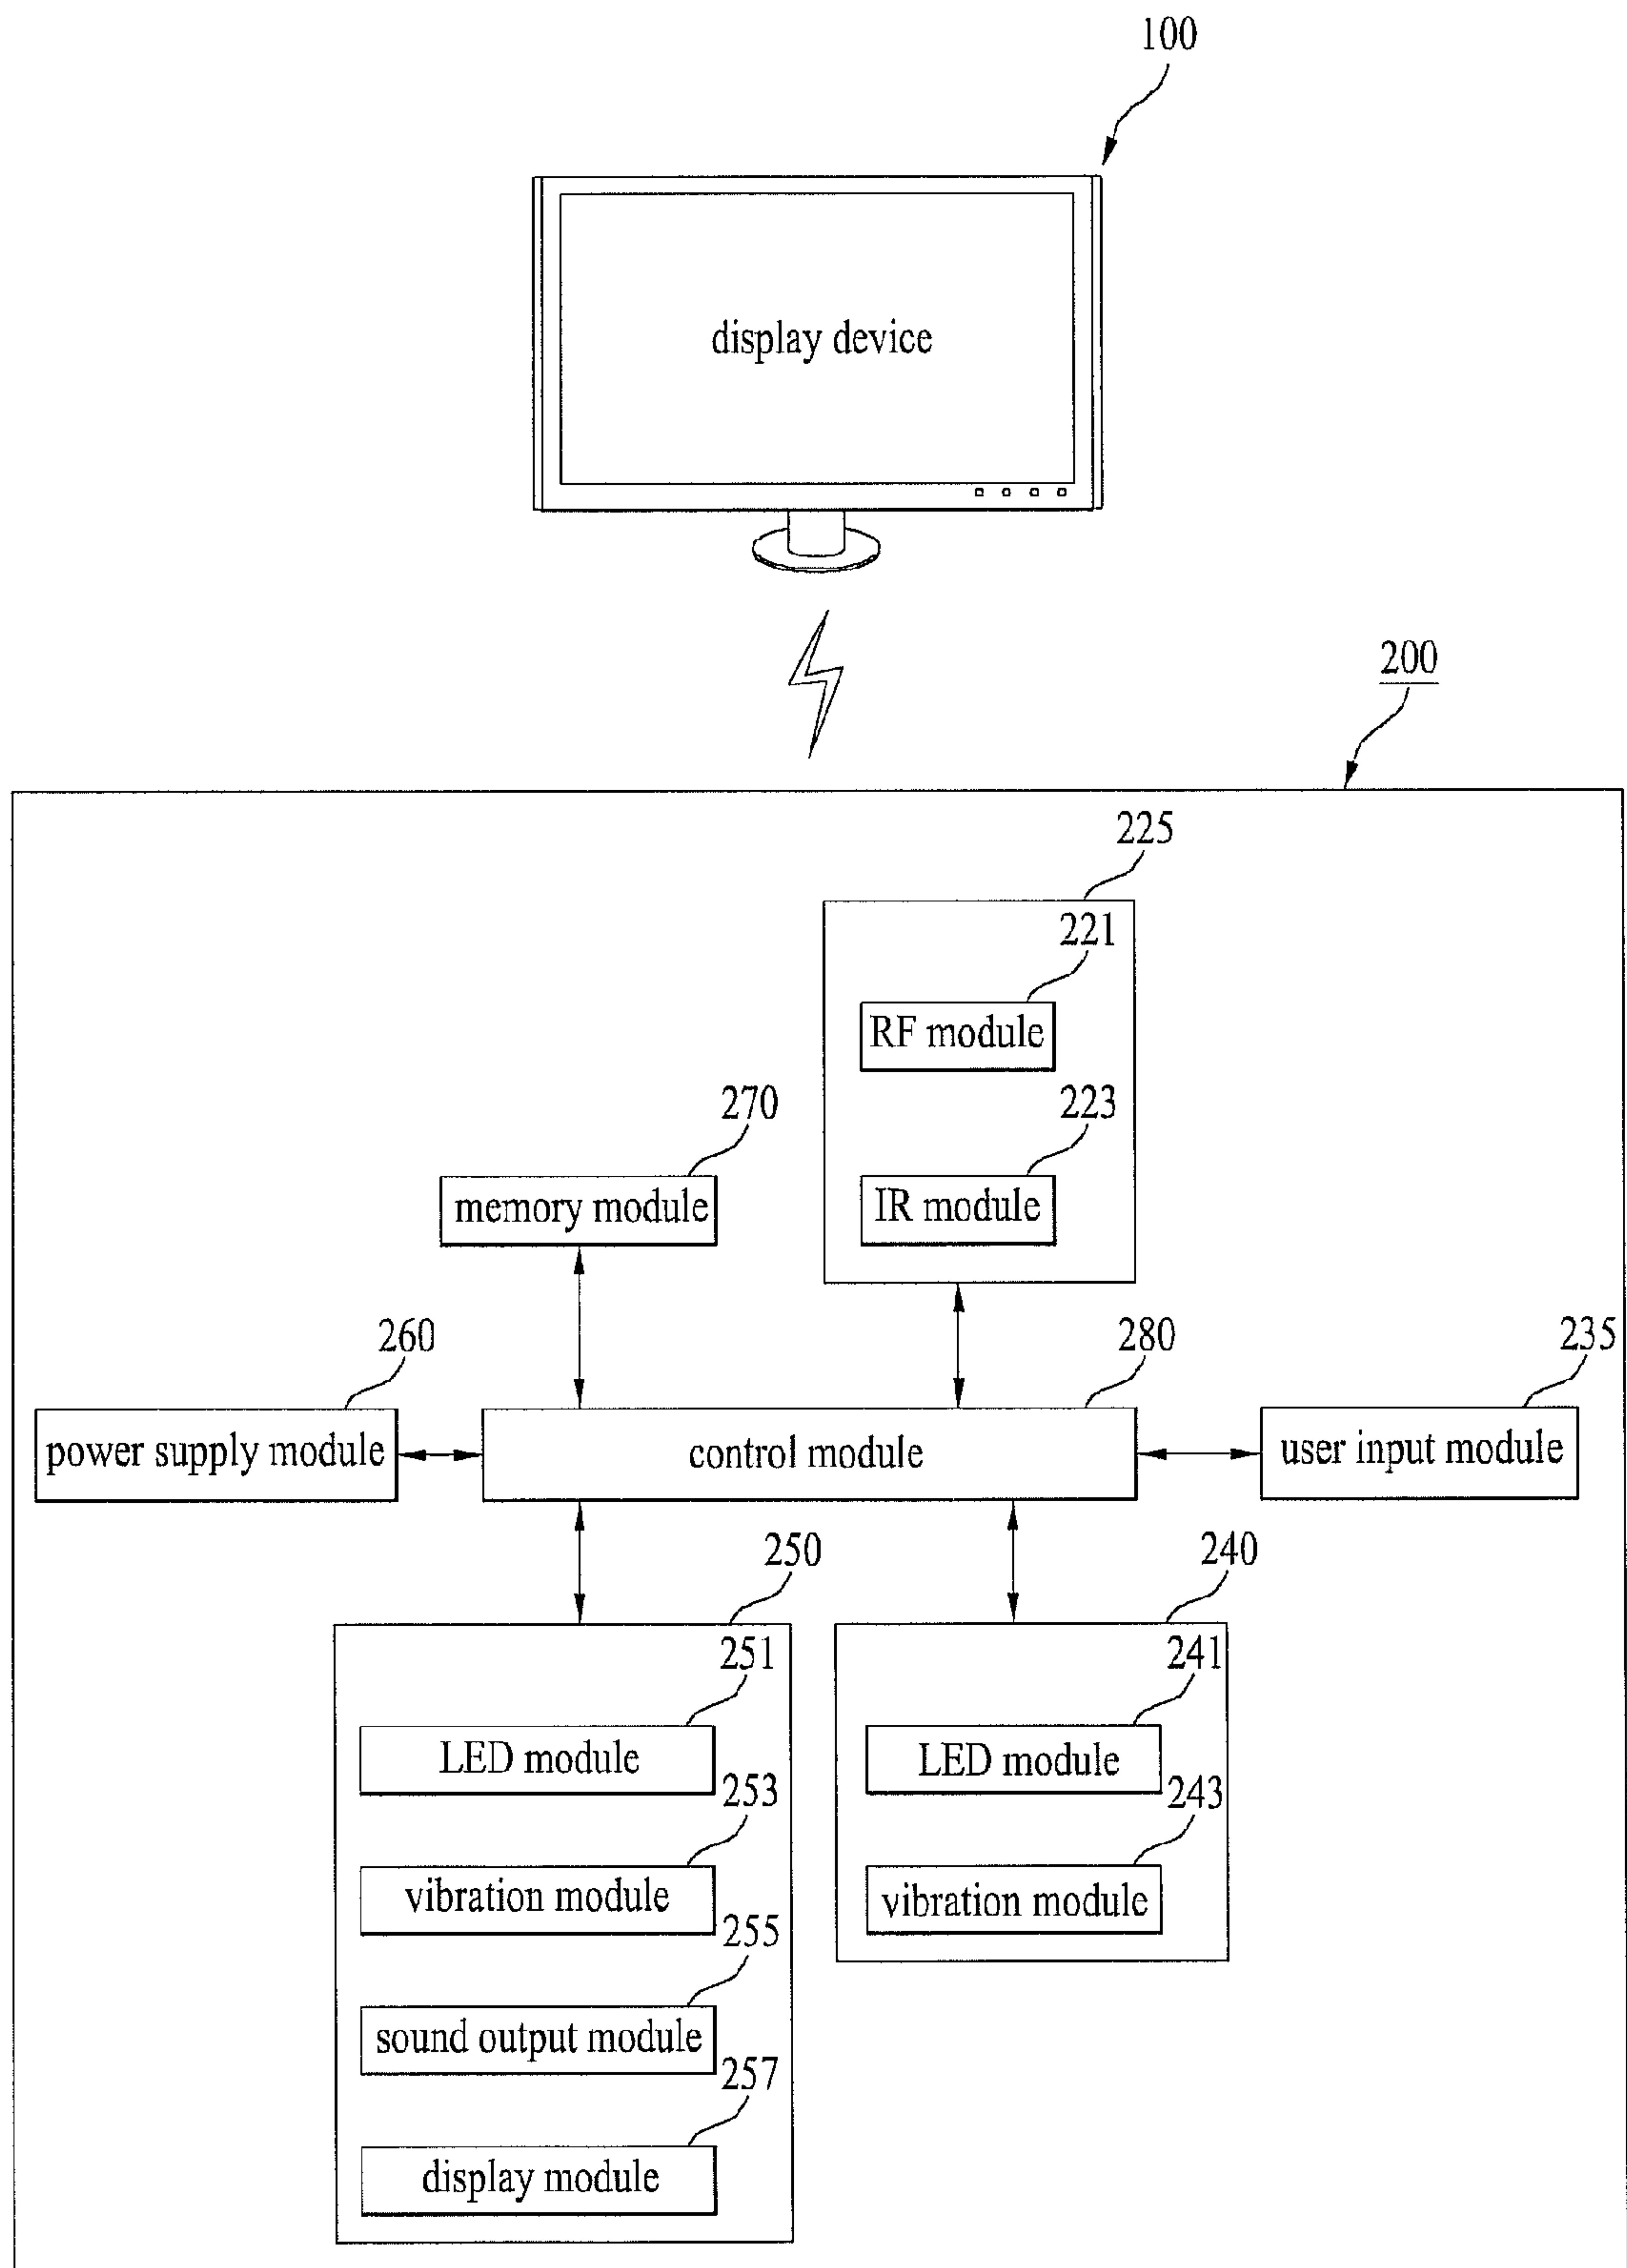 100
display device
200
225
221
RF module
270
223
memory module
IR module
260
280
235
power supply module
control module
user input module
250
240
251
241
LED module
LED module
253
243
vibration module
vibration module
255
sound output module
257
display module